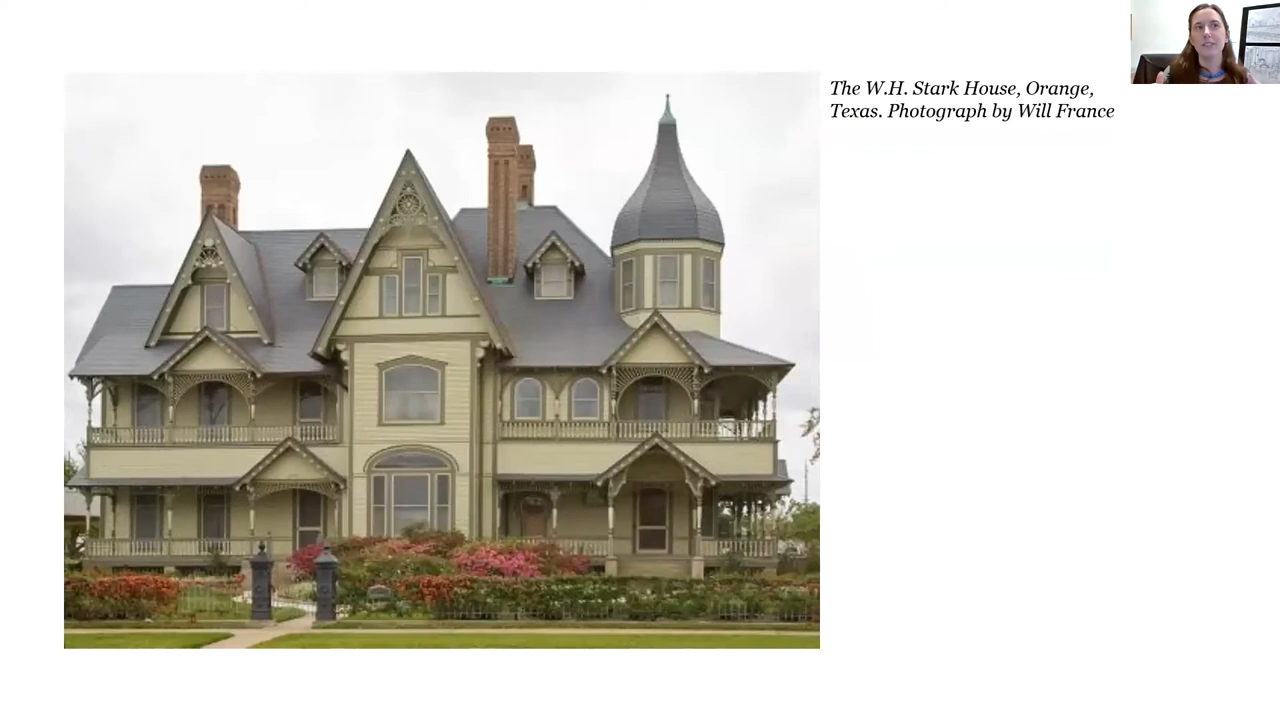 The W.H. Stark House, Orange,
Texas. Photograph by Will France